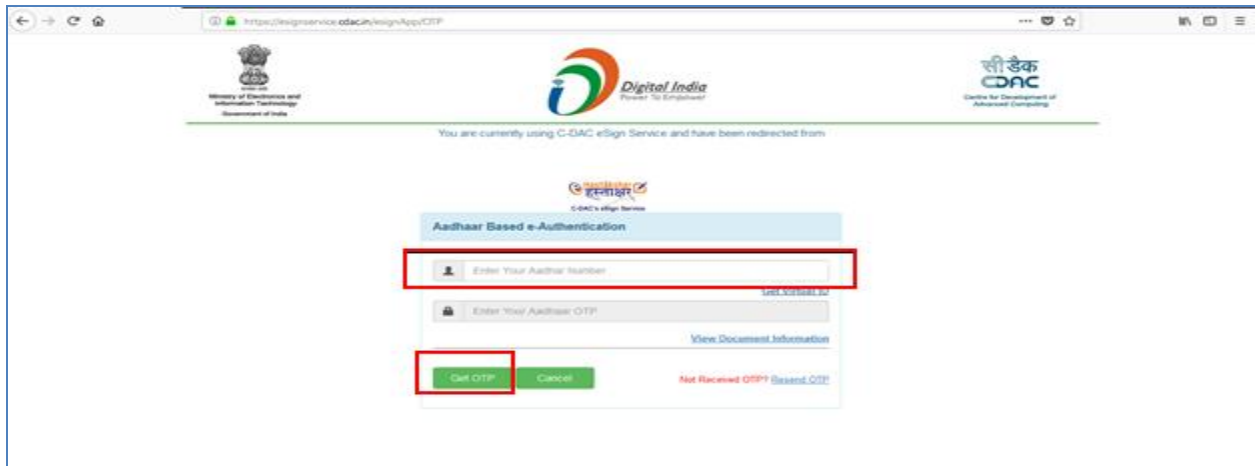 https://esignservice.cdac.in/esignApp/OTP
Ministry of Electronics and
Information Technology
Government of India
Digital India
Power To Empower
सी डैक
CDAC
Centre for Development of
Advanced Computing
You are currently using C-DAC eSign Service and have been redirected from
हस्ताक्षर
C-DAC's eSign Service
Aadhaar Based e-Authentication
Enter Your Aadhar Number
Get Virtual ID
Enter Your Aadhaar OTP
View Document Information
Get OTP
Cancel
Not Received OTP? Resend OTP